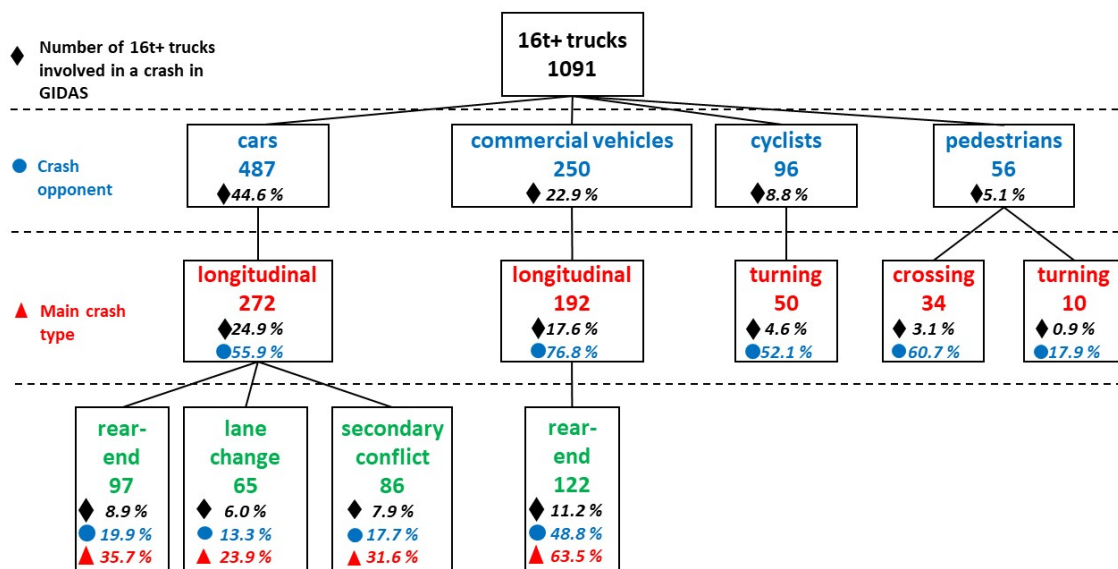 16t+ trucks
1091
Number of 16t+ trucks
involved in a crash in
GIDAS
cars
487
44.6 %
commercial vehicles
250
22.9 %
cyclists
96
8.8 %
pedestrians
56
5.1 %
Crash
opponent
longitudinal
272
24.9 %
55.9 %
longitudinal
192
17.6 %
76.8 %
turning
50
4.6 %
52.1 %
crossing
34
3.1 %
60.7 %
turning
10
0.9 %
17.9 %
Main crash
type
rear-
end
97
8.9 %
19.9 %
35.7 %
lane
change
65
6.0 %
13.3 %
23.9 %
secondary
conflict
86
7.9 %
17.7 %
31.6 %
rear-
end
122
11.2 %
48.8 %
63.5 %